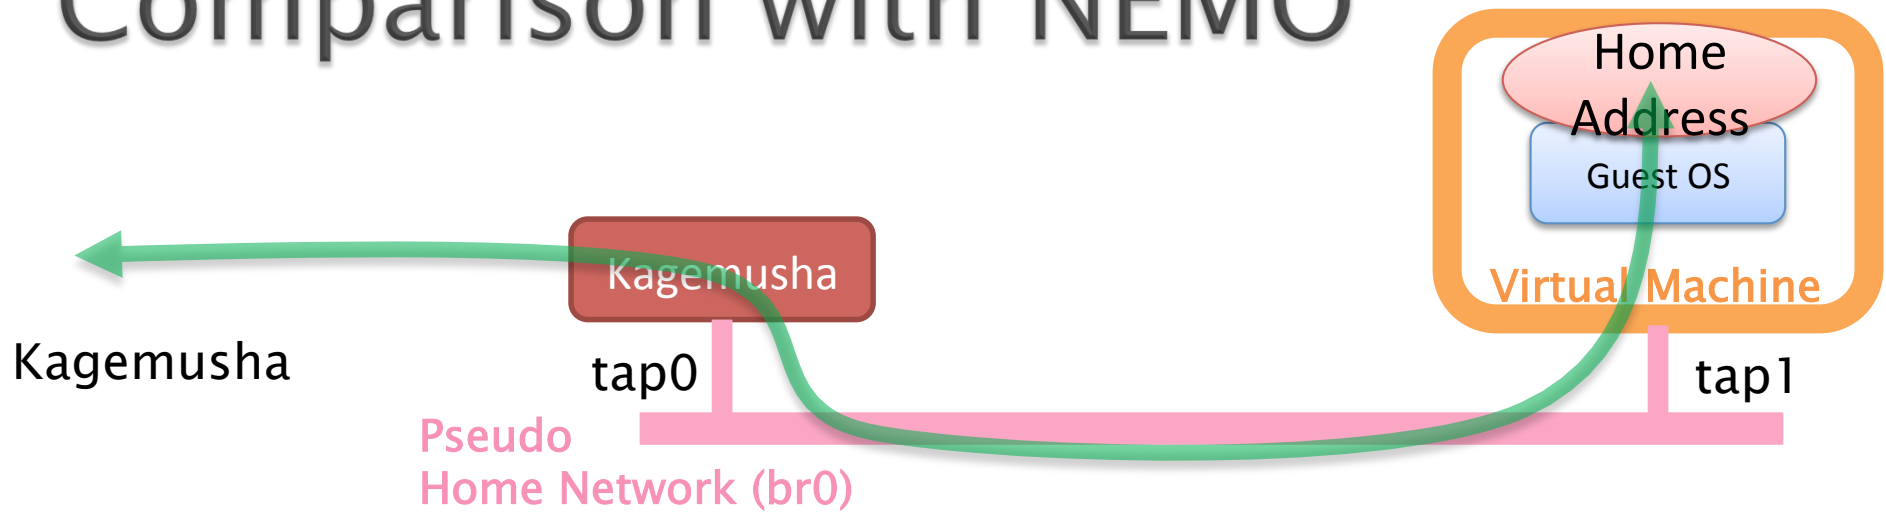 Comparison with NEMO
Home
Address
Guest OS
Virtual Machine
Kagemusha
Kagemusha
tap0
tap1
Pseudo
Home Network (br0)